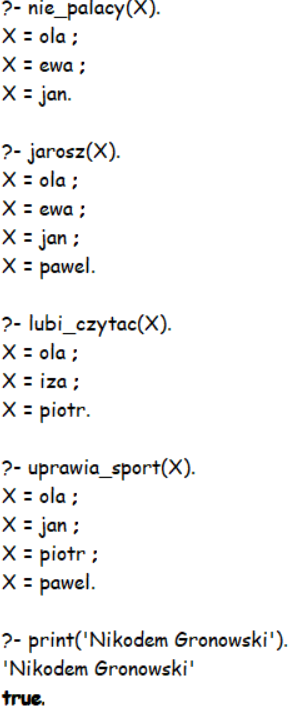 ?- nie_palacy(X).
X = ola ;
X = ewa ;
X = jan.
?- jarosz(X).
X = ola ;
X = ewa ;
X = jan ;
X = pawel.
?- lubi_czytac(X).
X = ola ;
X = iza ;
X = piotr.
?- uprawia_sport(X).
X = ola ;
X = jan ;
X = piotr ;
X = pawel.
?- print('Nikodem Gronowski').
'Nikodem Gronowski'
true.